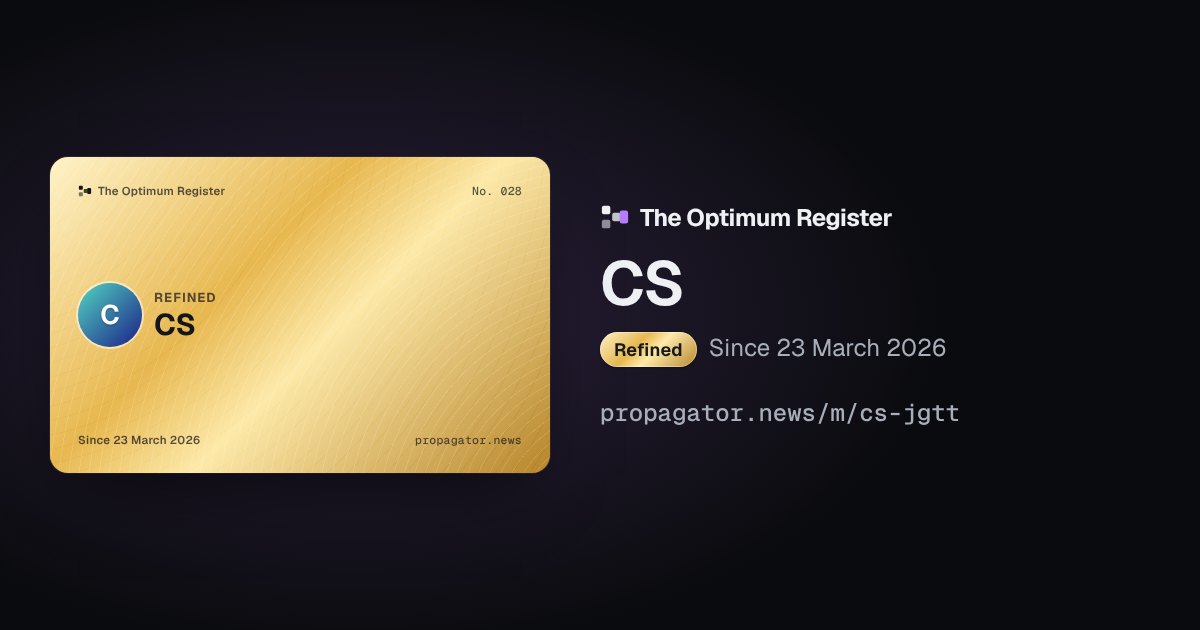 The Optimum Register
No. 028
C
REFINED
CS
Since 23 March 2026
propagator.news
The Optimum Register
CS
Refined
Since 23 March 2026
propagator.news/m/cs-jgtt